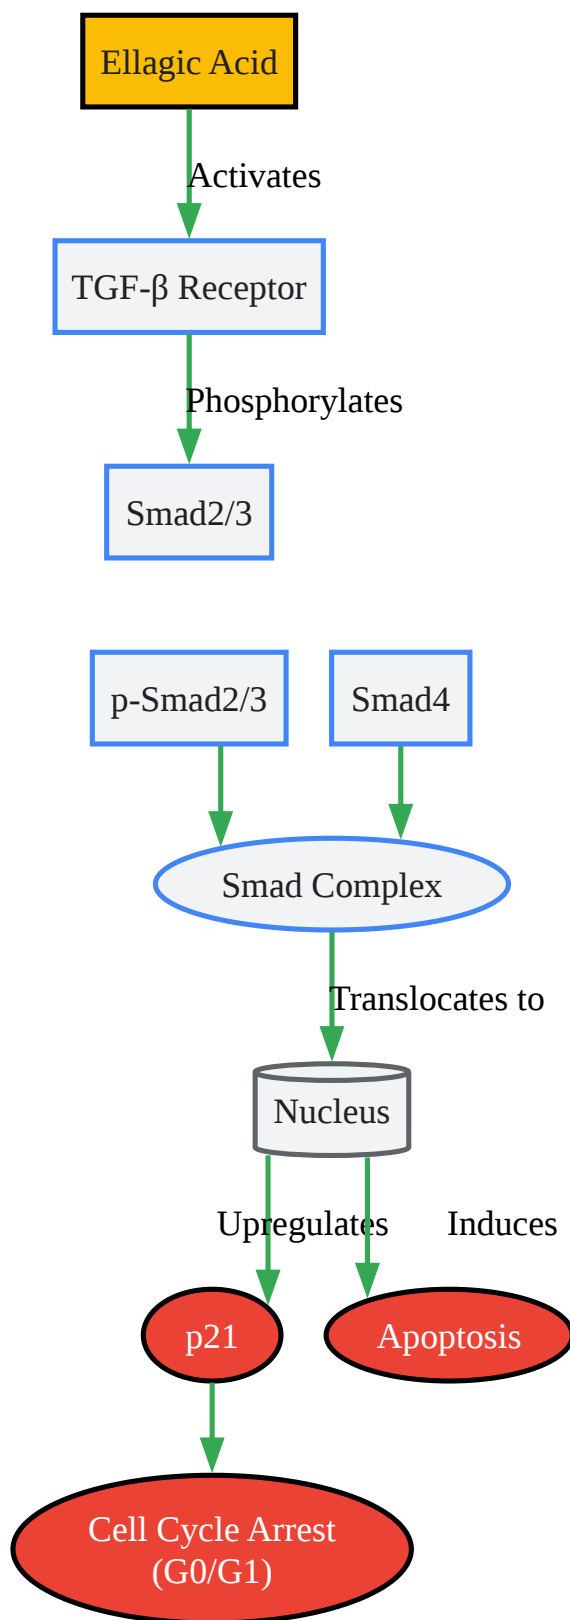 Ellagic Acid
Activates
TGF-β Receptor
Phosphorylates
Smad2/3
p-Smad2/3
Smad4
Smad Complex
Translocates to
Nucleus
Upregulates
Induces
p21
Apoptosis
Cell Cycle Arrest
(G0/G1)